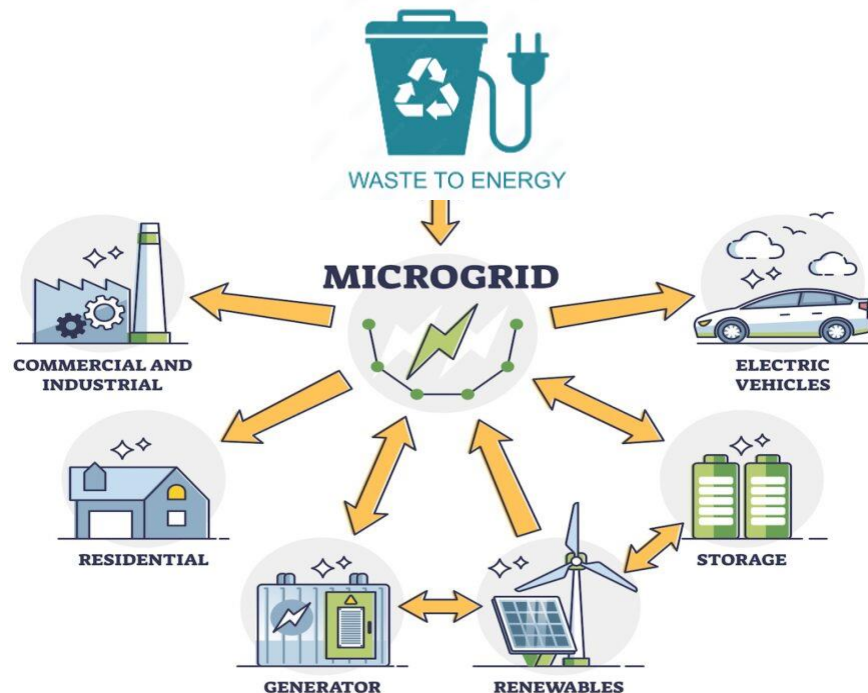 WASTE TO ENERGY
MICROGRID
COMMERCIAL AND
INDUSTRIAL
ELECTRIC
VEHICLES
RESIDENTIAL
STORAGE
GENERATOR
RENEWABLES